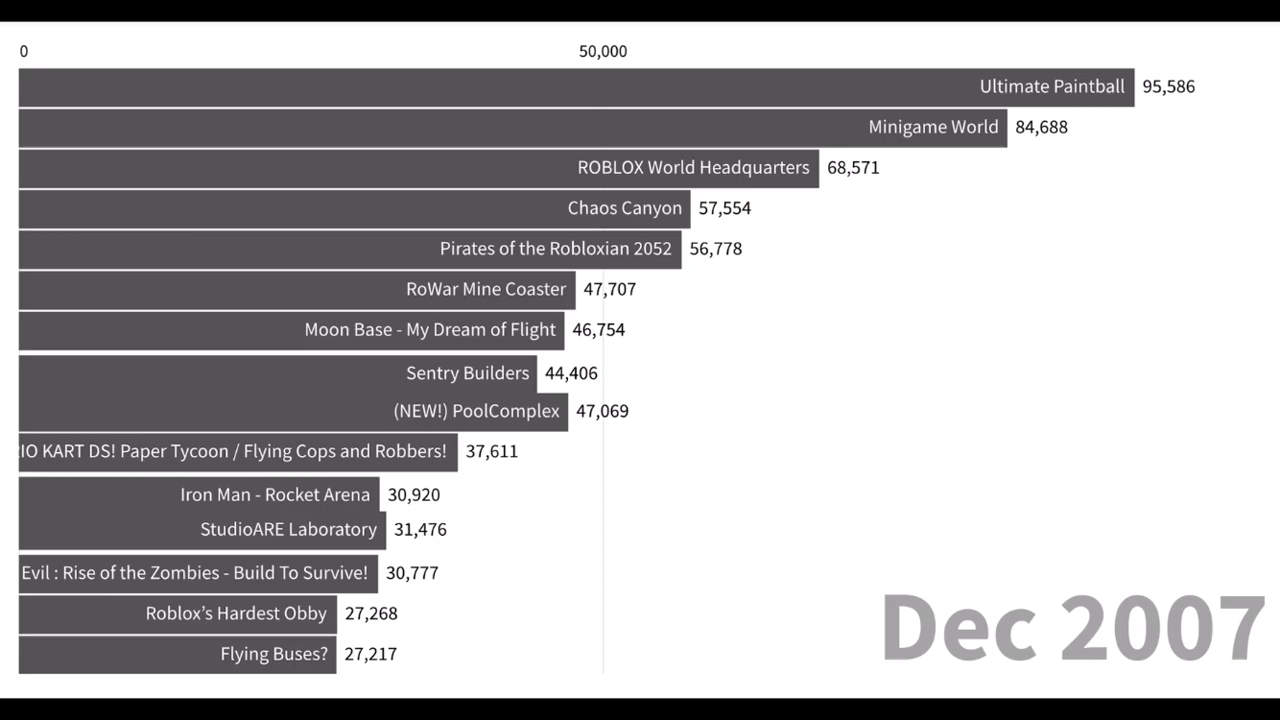 0 50,000
Ultimate Paintball 95,586
Minigame World 84,688
ROBLOX World Headquarters 68,571
Chaos Canyon 57,554
Pirates of the Robloxian 2052 56,778
RoWar Mine Coaster 47,707
Moon Base - My Dream of Flight 46,754
Sentry Builders 44,406
(NEW!) PoolComplex 47,069
KART DS! Paper Tycoon / Flying Cops and Robbers! 37,611
Iron Man - Rocket Arena 30,920
StudioARE Laboratory 31,476
Evil : Rise of the Zombies - Build To Survive! 30,777
Roblox’s Hardest Obby 27,268
Flying Buses? 27,217
Dec 2007